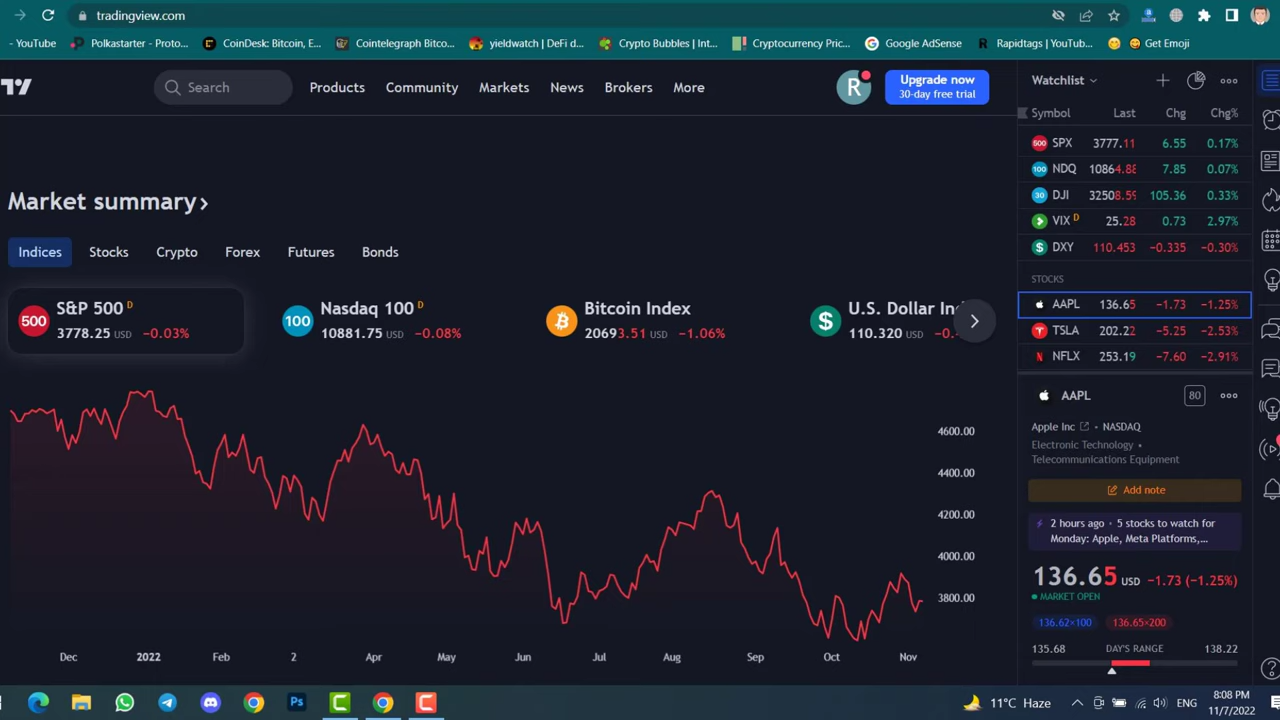 tradingview.com
- YouTube
Polkastarter - Proto...
CoinDesk: Bitcoin, E...
Cointelegraph Bitco...
yieldwatch | DeFi d...
Crypto Bubbles | Int...
Cryptocurrency Pric...
Google AdSense
Rapidtags | YouTub...
😄 Get Emoji
Search
Products
Community
Markets
News
Brokers
More
R
Upgrade now
30-day free trial
Market summary
Indices
Stocks
Crypto
Forex
Futures
Bonds
500
S&P 500 D
3778.25 USD −0.03%
100
Nasdaq 100 D
10881.75 USD −0.08%
Bitcoin Index
20693.51 USD −1.06%
$
U.S. Dollar In
110.320 USD
4600.00
4400.00
4200.00
4000.00
3800.00
Dec 2022 Feb 2 Apr May Jun Jul Aug Sep Oct Nov
Watchlist
Symbol Last Chg Chg%
500 SPX 3777.11 6.55 0.17%
100 NDQ 10864.88 7.85 0.07%
30 DJI 32508.59 105.36 0.33%
VIX D 25.28 0.73 2.97%
$ DXY 110.453 −0.335 −0.30%
STOCKS
AAPL 136.65 −1.73 −1.25%
TSLA 202.22 −5.25 −2.53%
NFLX 253.19 −7.60 −2.91%
AAPL 80
Apple Inc • NASDAQ
Electronic Technology •
Telecommunications Equipment
Add note
2 hours ago • 5 stocks to watch for
Monday: Apple, Meta Platforms,...
136.65 USD −1.73 (−1.25%)
MARKET OPEN
136.62×100 136.65×200
135.68 DAY'S RANGE 138.22
Ps
11°C Haze
ENG
8:08 PM
11/7/2022